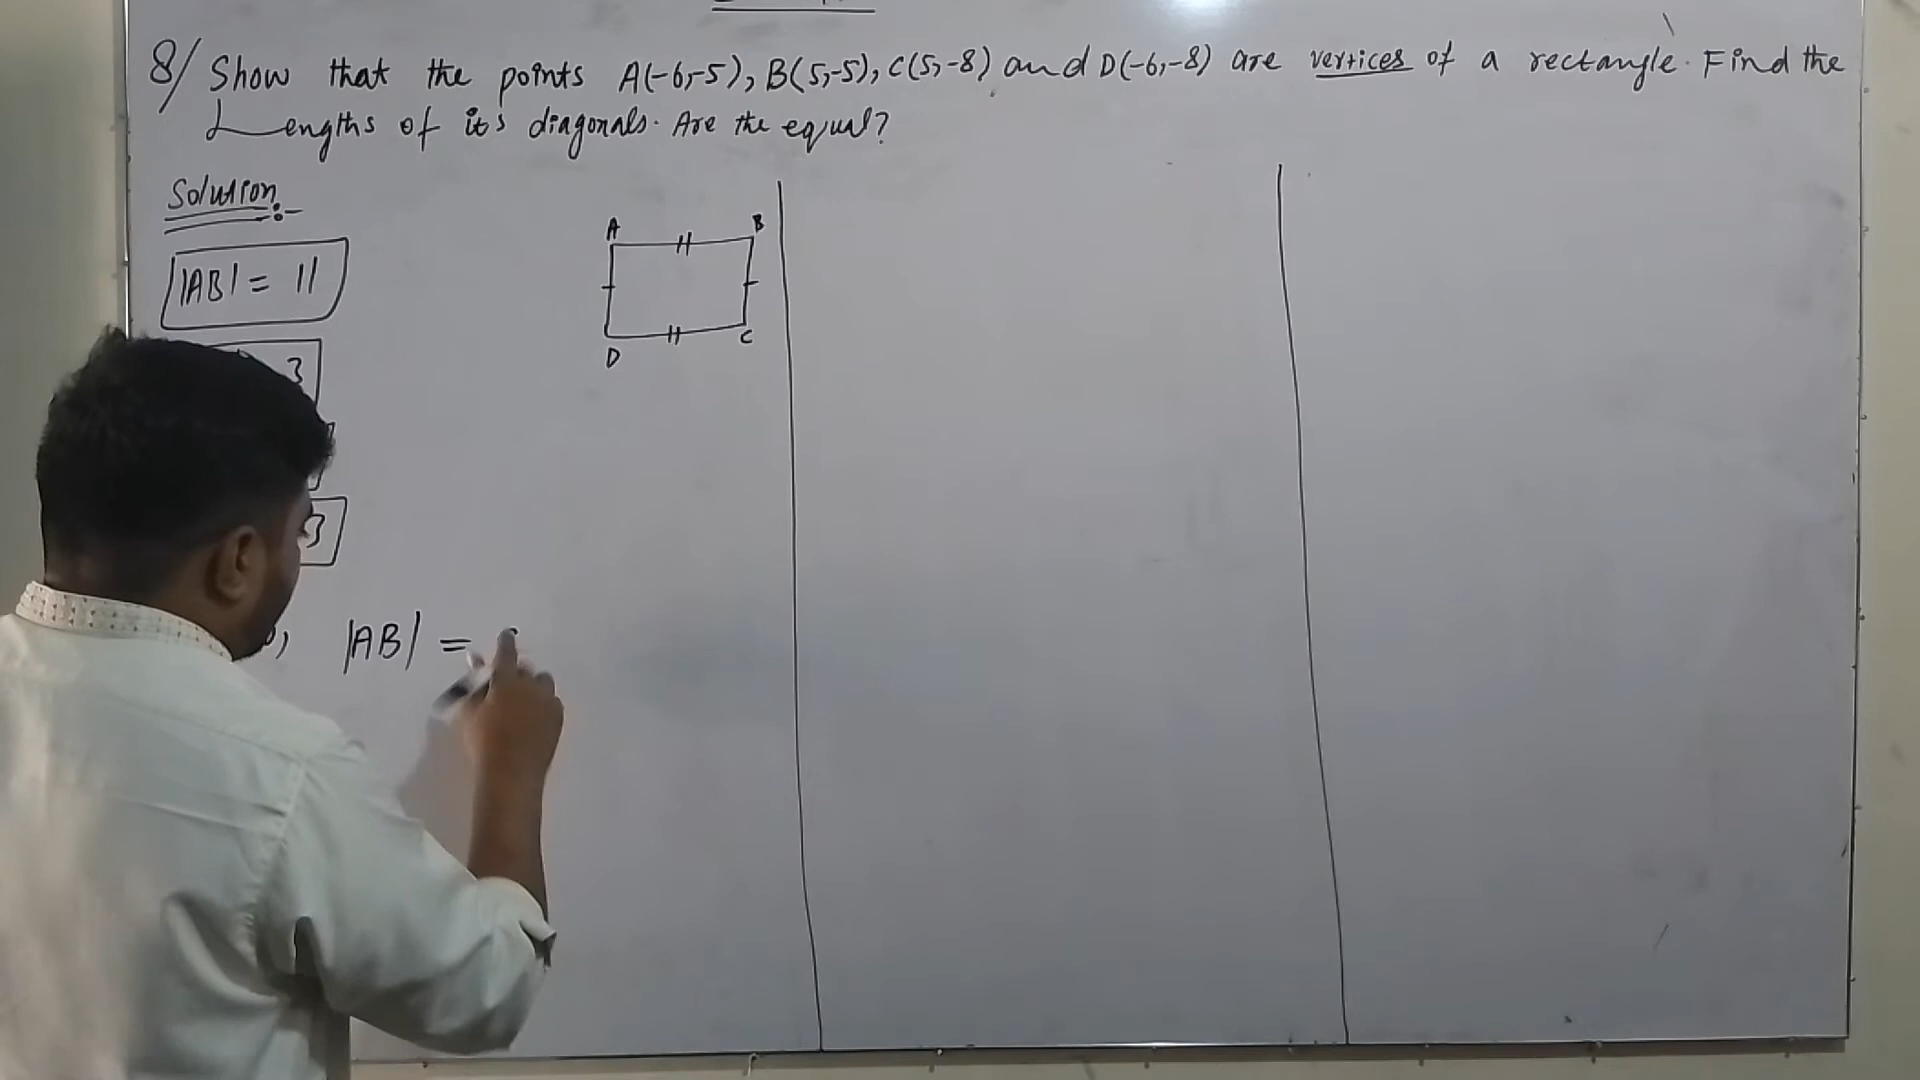 8/ Show that the points A(-6,-5), B(5,-5), C(5,-8) and D(-6,-8) are vertices of a rectangle. Find the
Lengths of its diagonals. Are the equal?
Solution :-
A B
|AB| = 11
D C
3
3
|AB| =